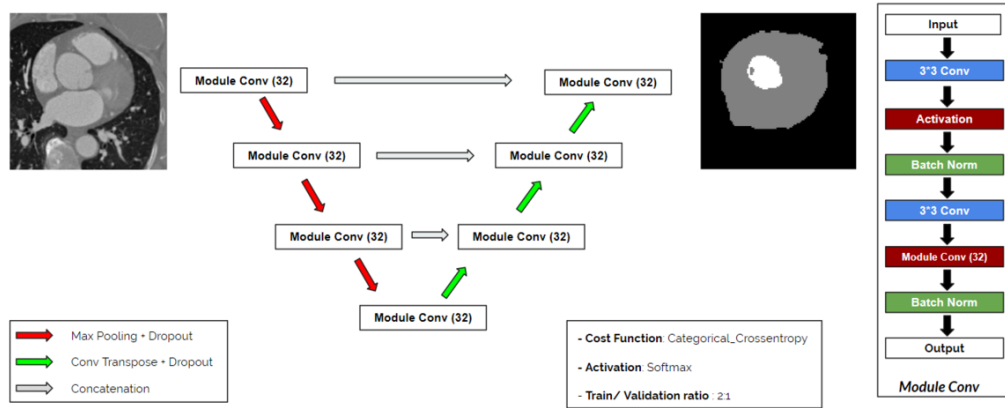 Module Conv (32)
Module Conv (32)
Module Conv (32)
Module Conv (32)
Module Conv (32)
Module Conv (32)
Module Conv (32)
Max Pooling + Dropout
Conv Transpose + Dropout
Concatenation
- Cost Function: Categorical_Crossentropy
- Activation: Softmax
- Train/ Validation ratio : 2:1
Input
3*3 Conv
Activation
Batch Norm
3*3 Conv
Module Conv (32)
Batch Norm
Output
Module Conv